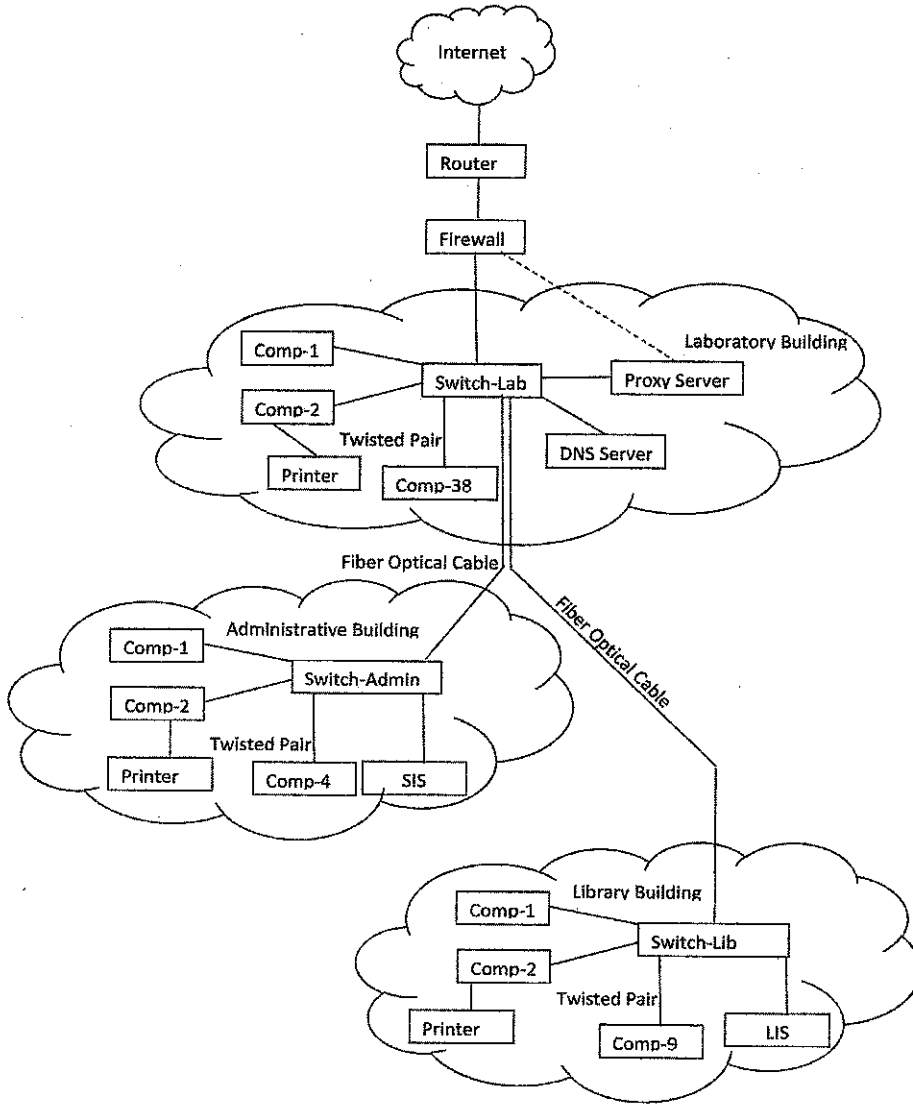 Internet
Router
Firewall
Laboratory Building
Comp-1
Switch-Lab
Proxy Server
Comp-2
Twisted Pair
DNS Server
Printer
Comp-38
Fiber Optical Cable
Fiber Optical Cable
Administrative Building
Comp-1
Switch-Admin
Comp-2
Twisted Pair
Printer
Comp-4
SIS
Library Building
Comp-1
Switch-Lib
Comp-2
Twisted Pair
Printer
Comp-9
LIS